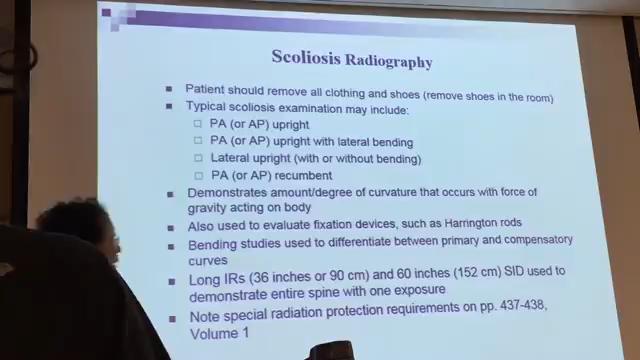 Scoliosis Radiography
Patient should remove all clothing and shoes (remove shoes in the room)
Typical scoliosis examination may include:
PA (or AP) upright
PA (or AP) upright with lateral bending
Lateral upright (with or without bending)
PA (or AP) recumbent
Demonstrates amount/degree of curvature that occurs with force of
gravity acting on body
Also used to evaluate fixation devices, such as Harrington rods
Bending studies used to differentiate between primary and compensatory
curves
Long IRs (36 inches or 90 cm) and 60 inches (152 cm) SID used to
demonstrate entire spine with one exposure
Note special radiation protection requirements on pp. 437-438,
Volume 1